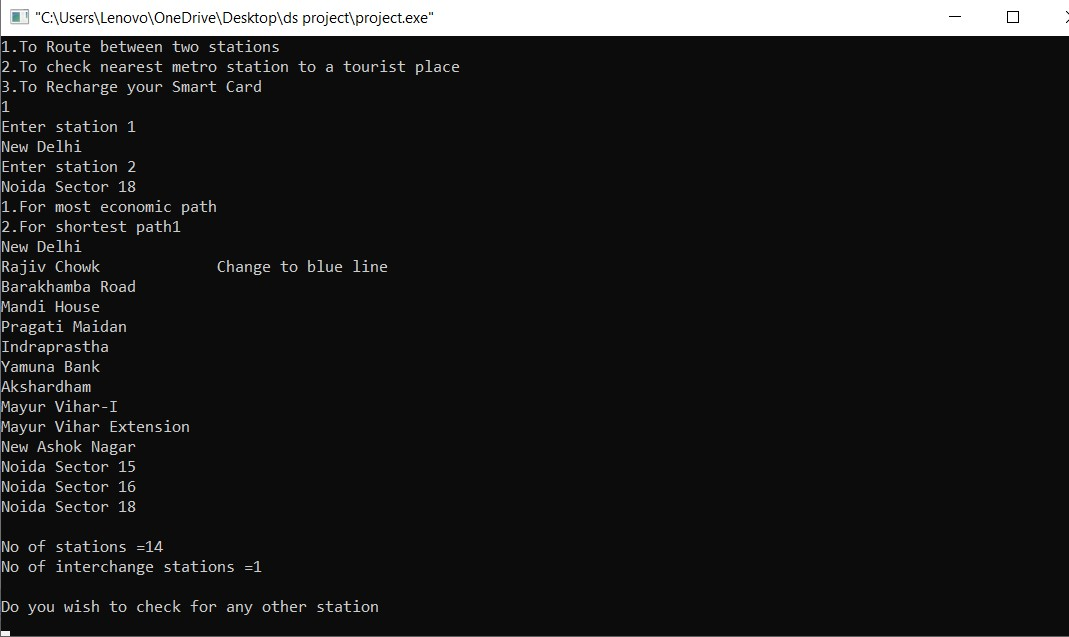 "C:\Users\Lenovo\OneDrive\Desktop\ds project\project.exe"
1.To Route between two stations
2.To check nearest metro station to a tourist place
3.To Recharge your Smart Card
1
Enter station 1
New Delhi
Enter station 2
Noida Sector 18
1.For most economic path
2.For shortest path1
New Delhi
Rajiv Chowk             Change to blue line
Barakhamba Road
Mandi House
Pragati Maidan
Indraprastha
Yamuna Bank
Akshardham
Mayur Vihar-I
Mayur Vihar Extension
New Ashok Nagar
Noida Sector 15
Noida Sector 16
Noida Sector 18

No of stations =14
No of interchange stations =1

Do you wish to check for any other station